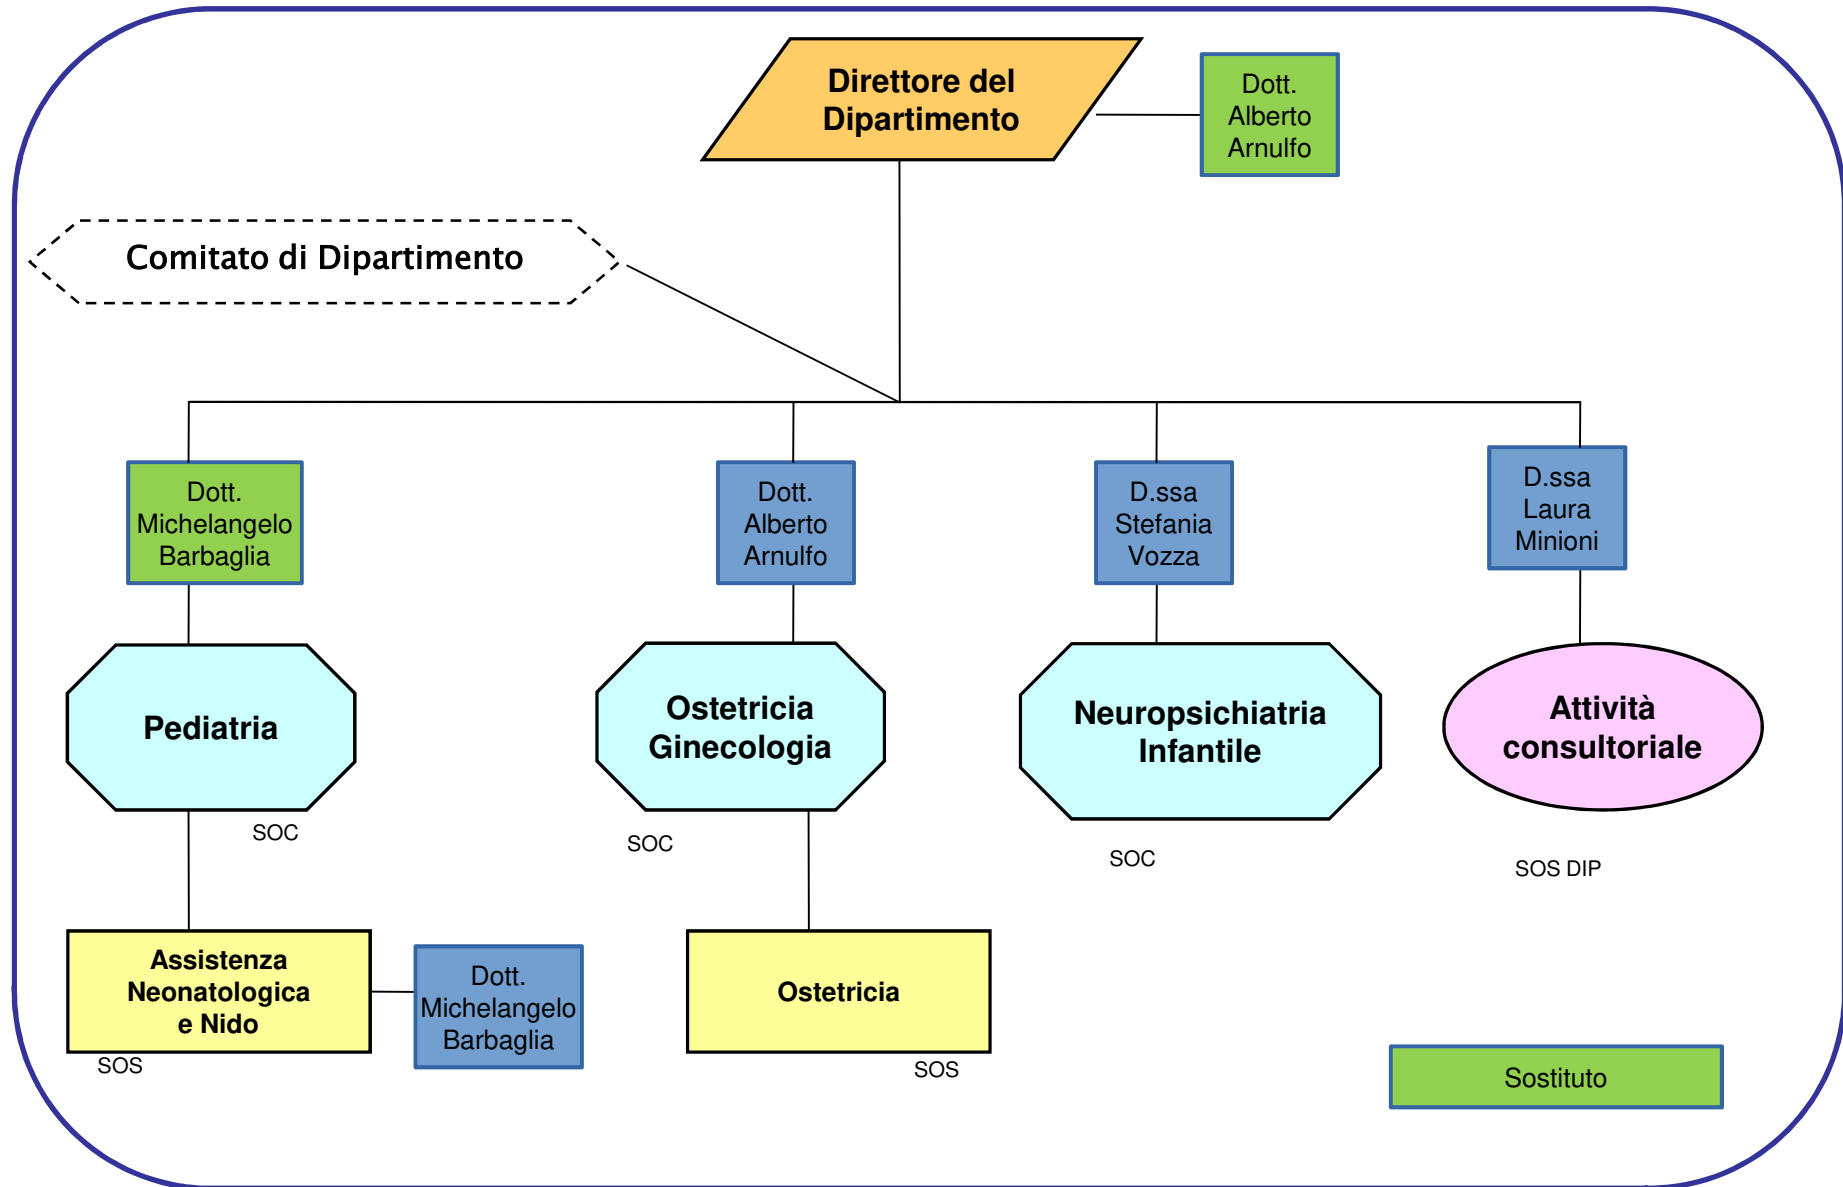 Direttore del
Dipartimento
Dott.
Alberto
Arnulfo
Comitato di Dipartimento
Dott.
Michelangelo
Barbaglia
Dott.
Alberto
Arnulfo
D.ssa
Stefania
Vozza
D.ssa
Laura
Minioni
Pediatria
Ostetricia
Ginecologia
Neuropsichiatria
Infantile
Attività
consultoriale
SOC
SOC
SOC
SOS DIP
Assistenza
Neonatologica
e Nido
Dott.
Michelangelo
Barbaglia
Ostetricia
SOS
SOS
Sostituto